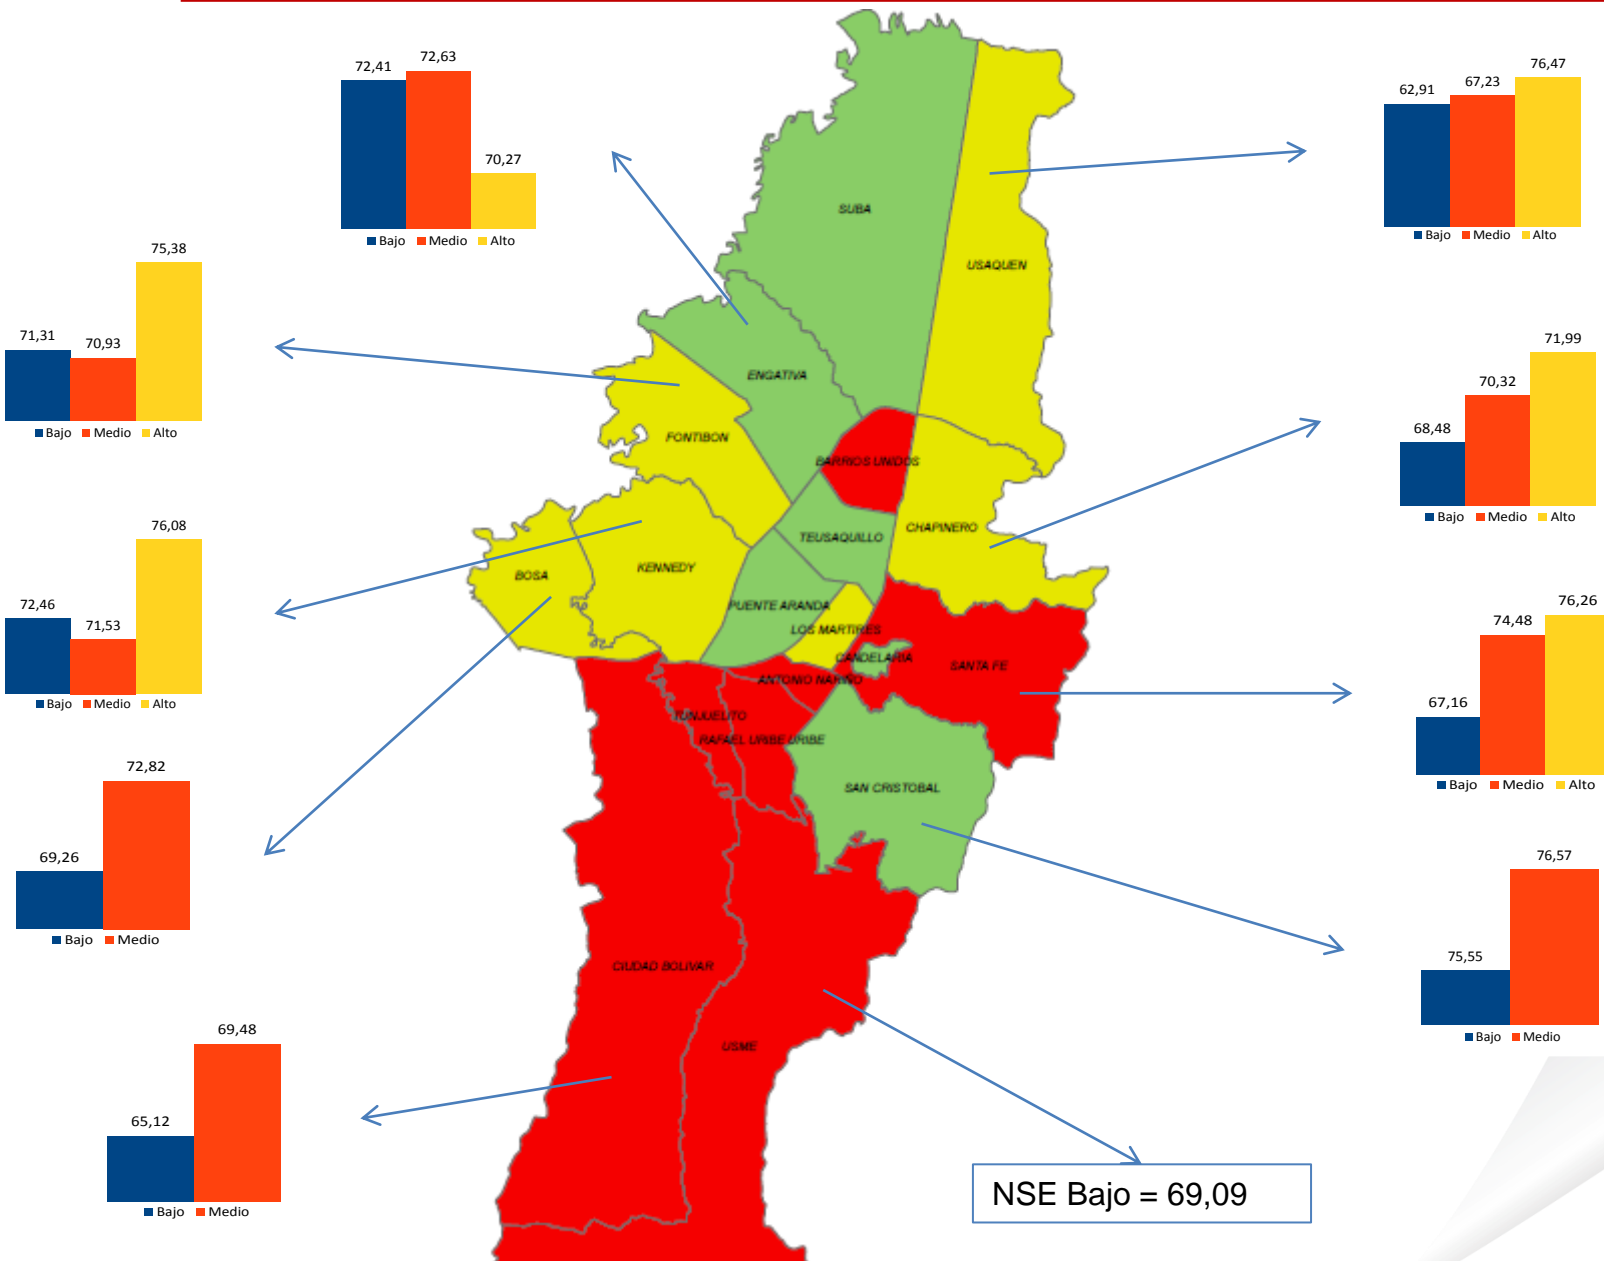 72,41 72,63 70,27
Bajo Medio Alto
62,91 67,23 76,47
Bajo Medio Alto
71,31 70,93 75,38
Bajo Medio Alto
68,48 70,32 71,99
Bajo Medio Alto
72,46 71,53 76,08
Bajo Medio Alto
67,16 74,48 76,26
Bajo Medio Alto
69,26 72,82
Bajo Medio
75,55 76,57
Bajo Medio
65,12 69,48
Bajo Medio
SUBA
USAQUEN
ENGATIVA
FONTIBON
BARRIOS UNIDOS
CHAPINERO
TEUSAQUILLO
KENNEDY
BOSA
PUENTE ARANDA
LOS MARTIRES
CANDELARIA
SANTA FE
ANTONIO NARIÑO
TUNJUELITO
RAFAEL URIBE URIBE
SAN CRISTOBAL
CIUDAD BOLIVAR
USME
NSE Bajo = 69,09